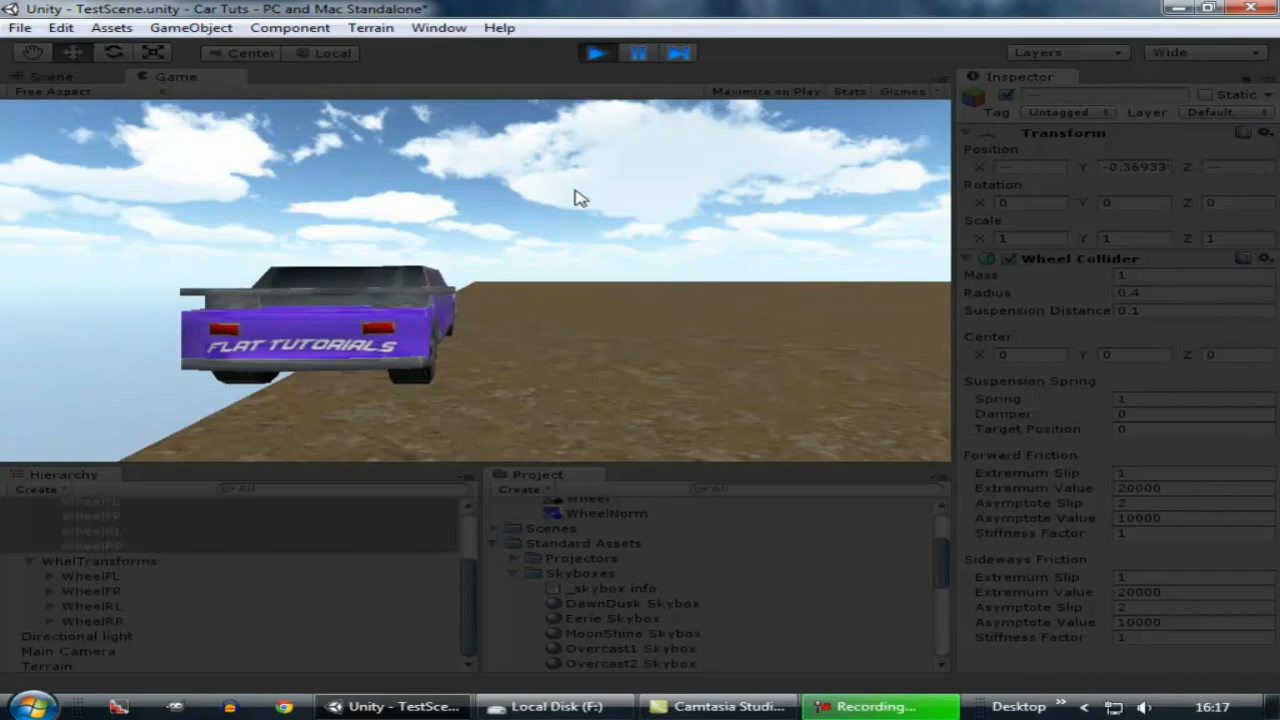 Unity - TestScene.unity - Car Tuts - PC and Mac Standalone*
File Edit Assets GameObject Component Terrain Window Help
Center Local Layers Wide
Scene Game
Free Aspect Maximize on Play Stats Gizmos
FLAT TUTORIALS
Hierarchy
Create All
WheelFL
WheelFR
WheelRL
WheelRR
WhelTransforms
WheelFL
WheelFR
WheelRL
WheelRR
Directional light
Main Camera
Terrain
Project
Create All
Wheel
WheelNorm
Scenes
Standard Assets
Projectors
Skyboxes
_skybox info
DawnDusk Skybox
Eerie Skybox
MoonShine Skybox
Overcast1 Skybox
Overcast2 Skybox
Inspector
— Static
Tag Untagged Layer Default
Transform
Position
X — Y -0.36933 Z —
Rotation
X 0 Y 0 Z 0
Scale
X 1 Y 1 Z 1
Wheel Collider
Mass 1
Radius 0.4
Suspension Distance 0.1
Center
X 0 Y 0 Z 0
Suspension Spring
Spring 1
Damper 0
Target Position 0
Forward Friction
Extremum Slip 1
Extremum Value 20000
Asymptote Slip 2
Asymptote Value 10000
Stiffness Factor 1
Sideways Friction
Extremum Slip 1
Extremum Value 20000
Asymptote Slip 2
Asymptote Value 10000
Stiffness Factor 1
Unity - TestSce... Local Disk (F:) Camtasia Studi... Recording... Desktop 16:17